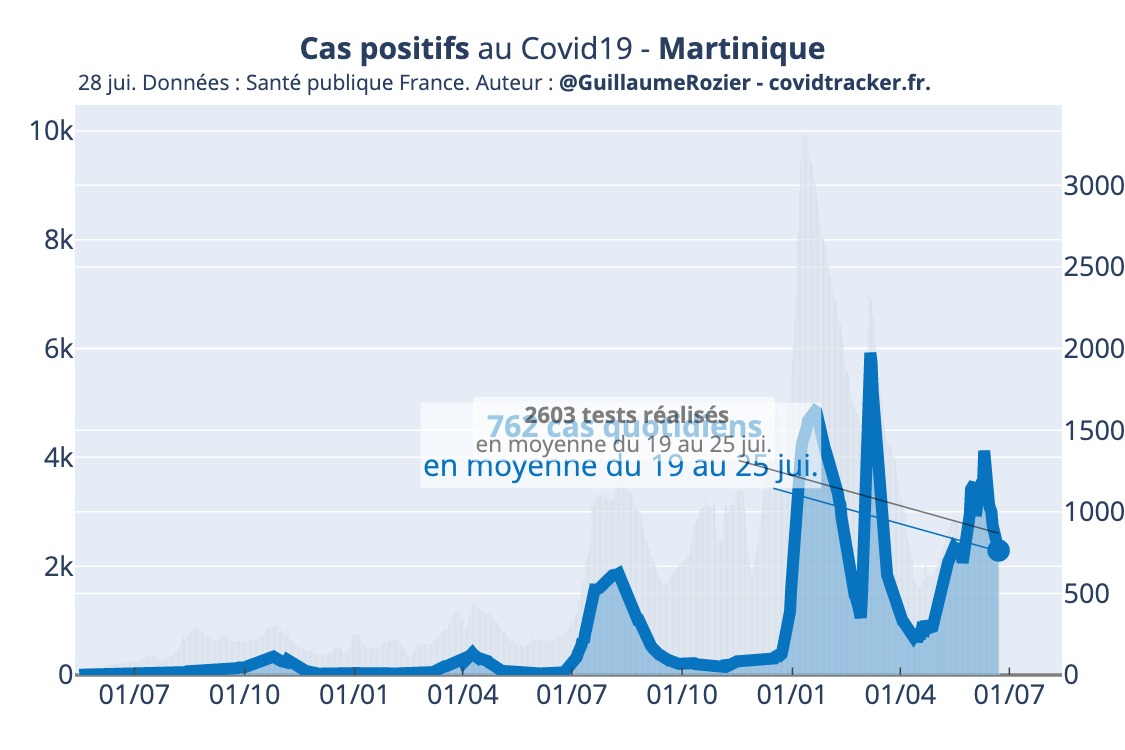 Cas positifs au Covid19 - Martinique
28 jui. Données : Santé publique France. Auteur : @GuillaumeRozier - covidtracker.fr.
10k
8k
6k
4k
2k
0
3000
2500
2000
1500
1000
500
0
2603 tests réalisés
en moyenne du 19 au 25 jui.
762 cas quotidiens
en moyenne du 19 au 25 jui.
01/07 01/10 01/01 01/04 01/07 01/10 01/01 01/04 01/07